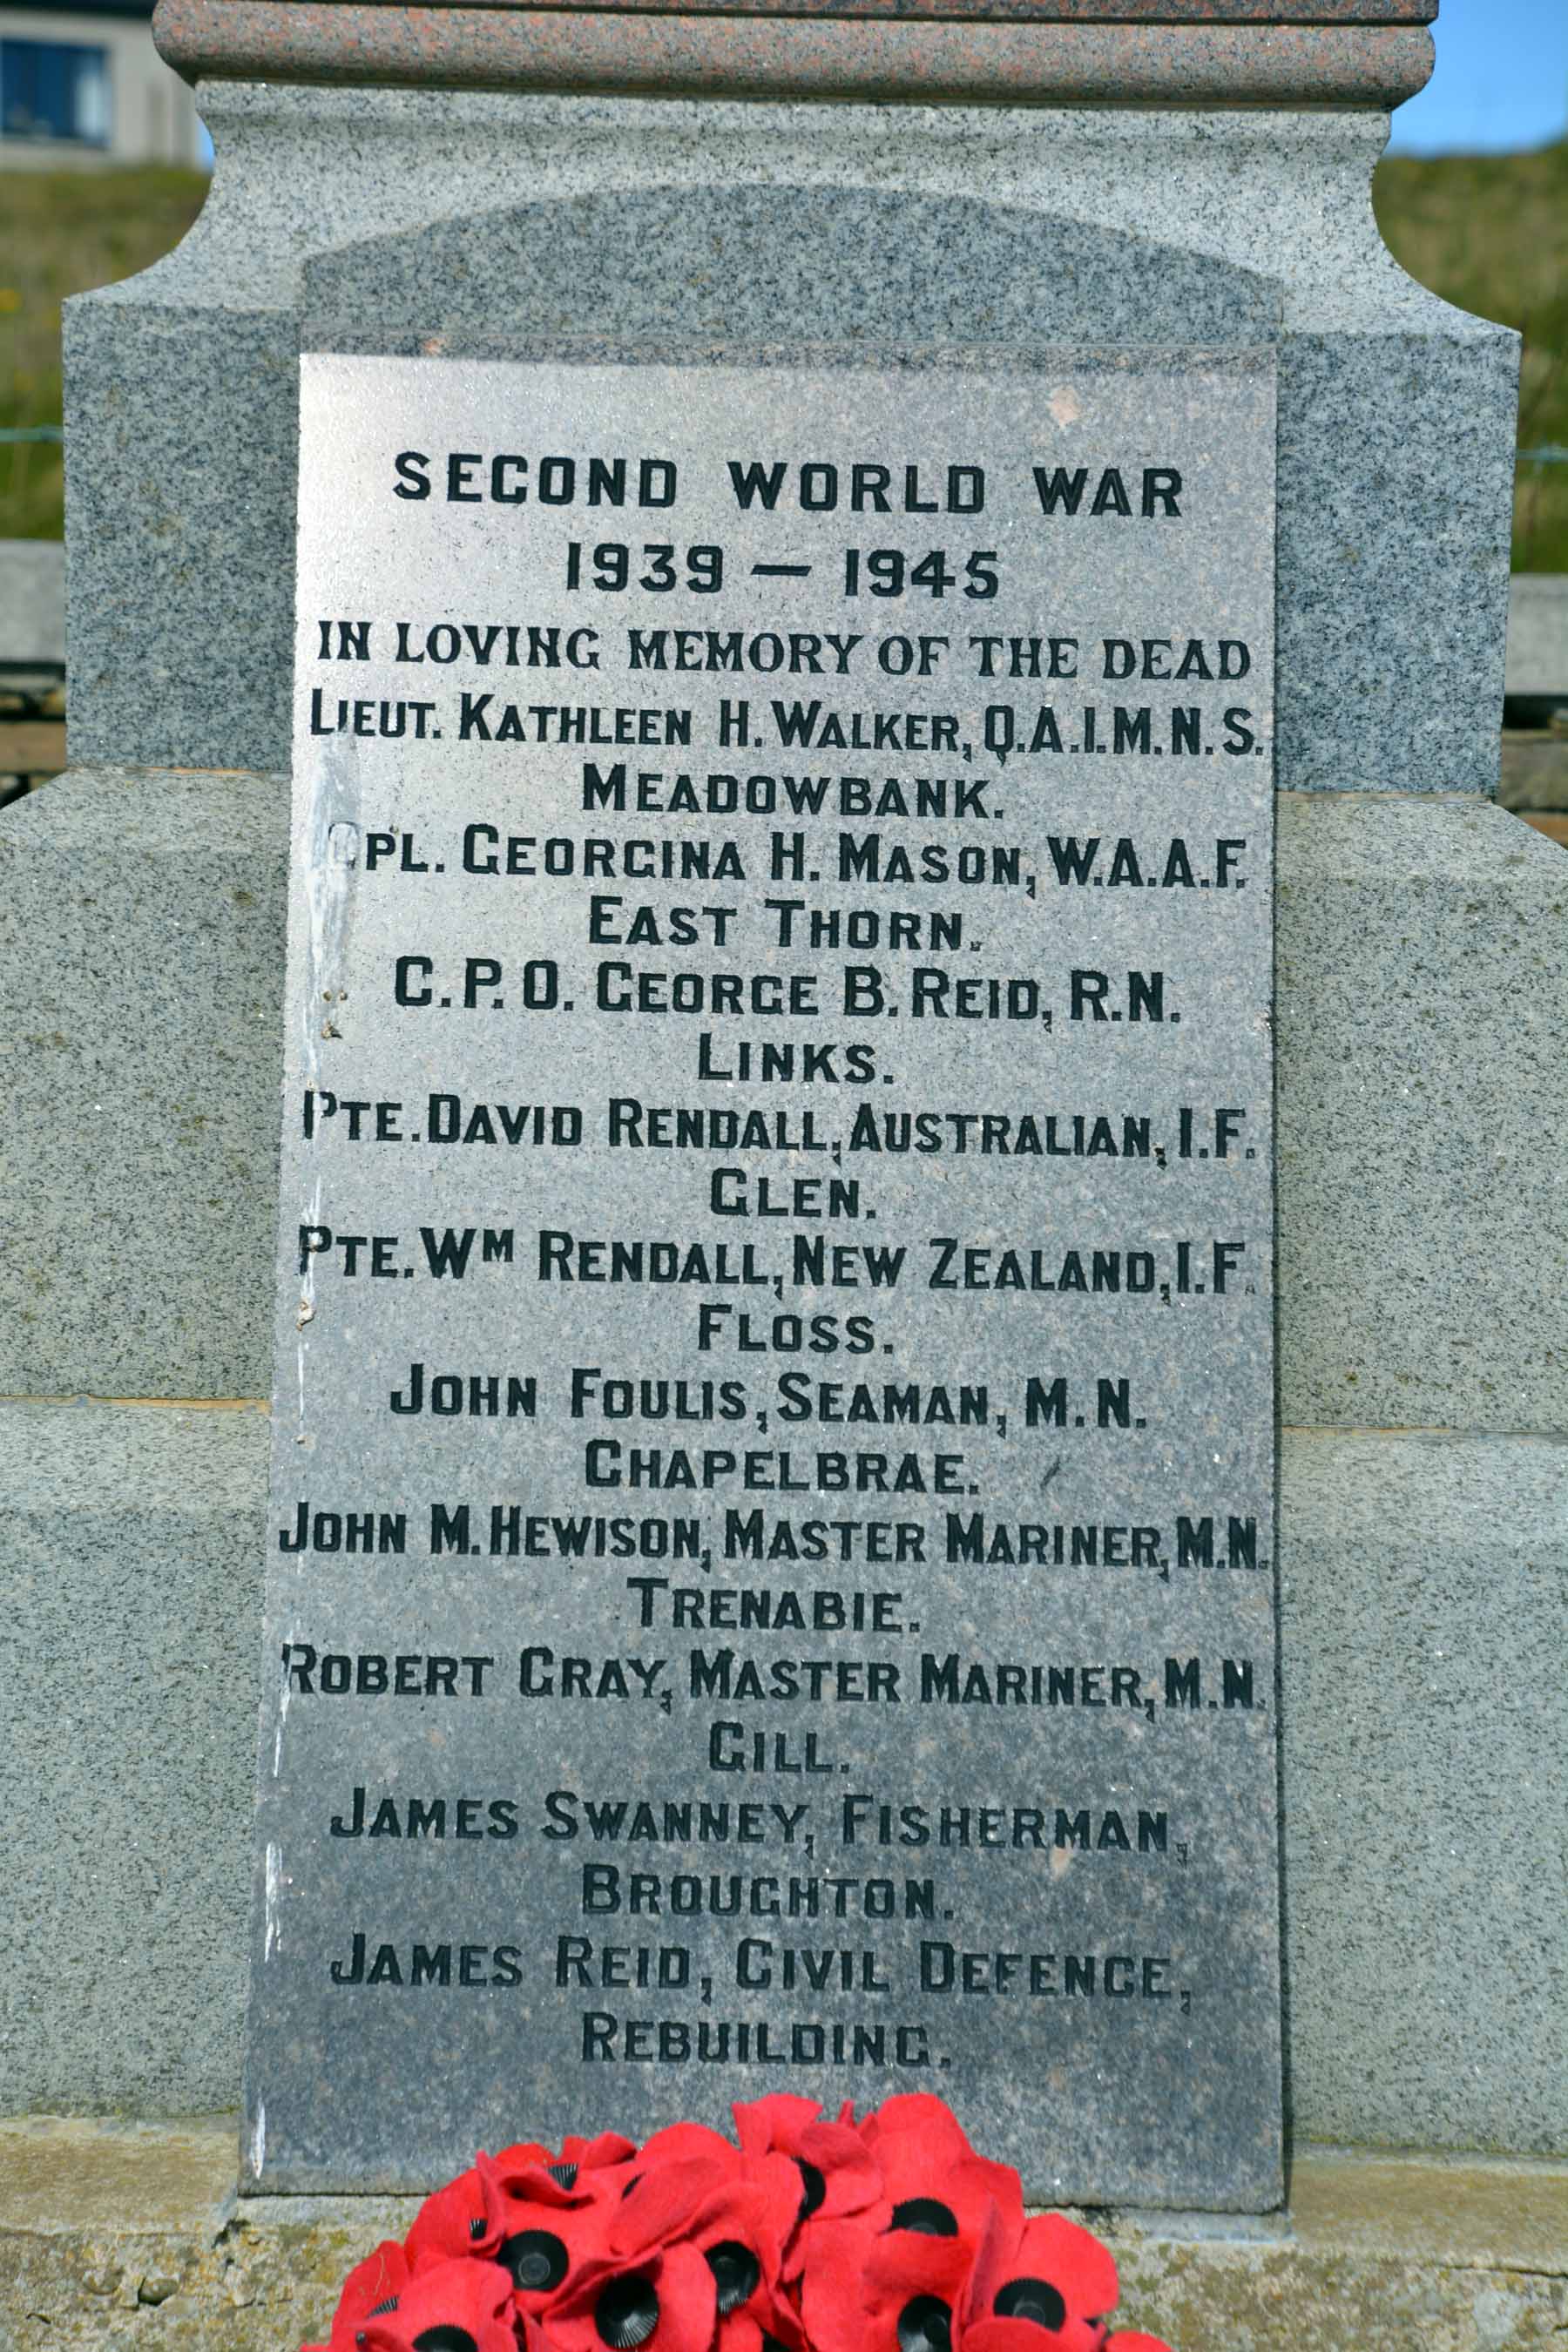 SECOND WORLD WAR
1939 — 1945
IN LOVING MEMORY OF THE DEAD
LIEUT. KATHLEEN H. WALKER, Q.A.I.M.N.S.
MEADOWBANK.
CPL. GEORGINA H. MASON, W.A.A.F.
EAST THORN.
C.P.O. GEORGE B. REID, R.N.
LINKS.
PTE. DAVID RENDALL, AUSTRALIAN, I.F.
GLEN.
PTE. WM RENDALL, NEW ZEALAND, I.F.
FLOSS.
JOHN FOULIS, SEAMAN, M.N.
CHAPELBRAE.
JOHN M. HEWISON, MASTER MARINER, M.N.
TRENABIE.
ROBERT GRAY, MASTER MARINER, M.N.
GILL.
JAMES SWANNEY, FISHERMAN,
BROUGHTON.
JAMES REID, CIVIL DEFENCE,
REBUILDING.